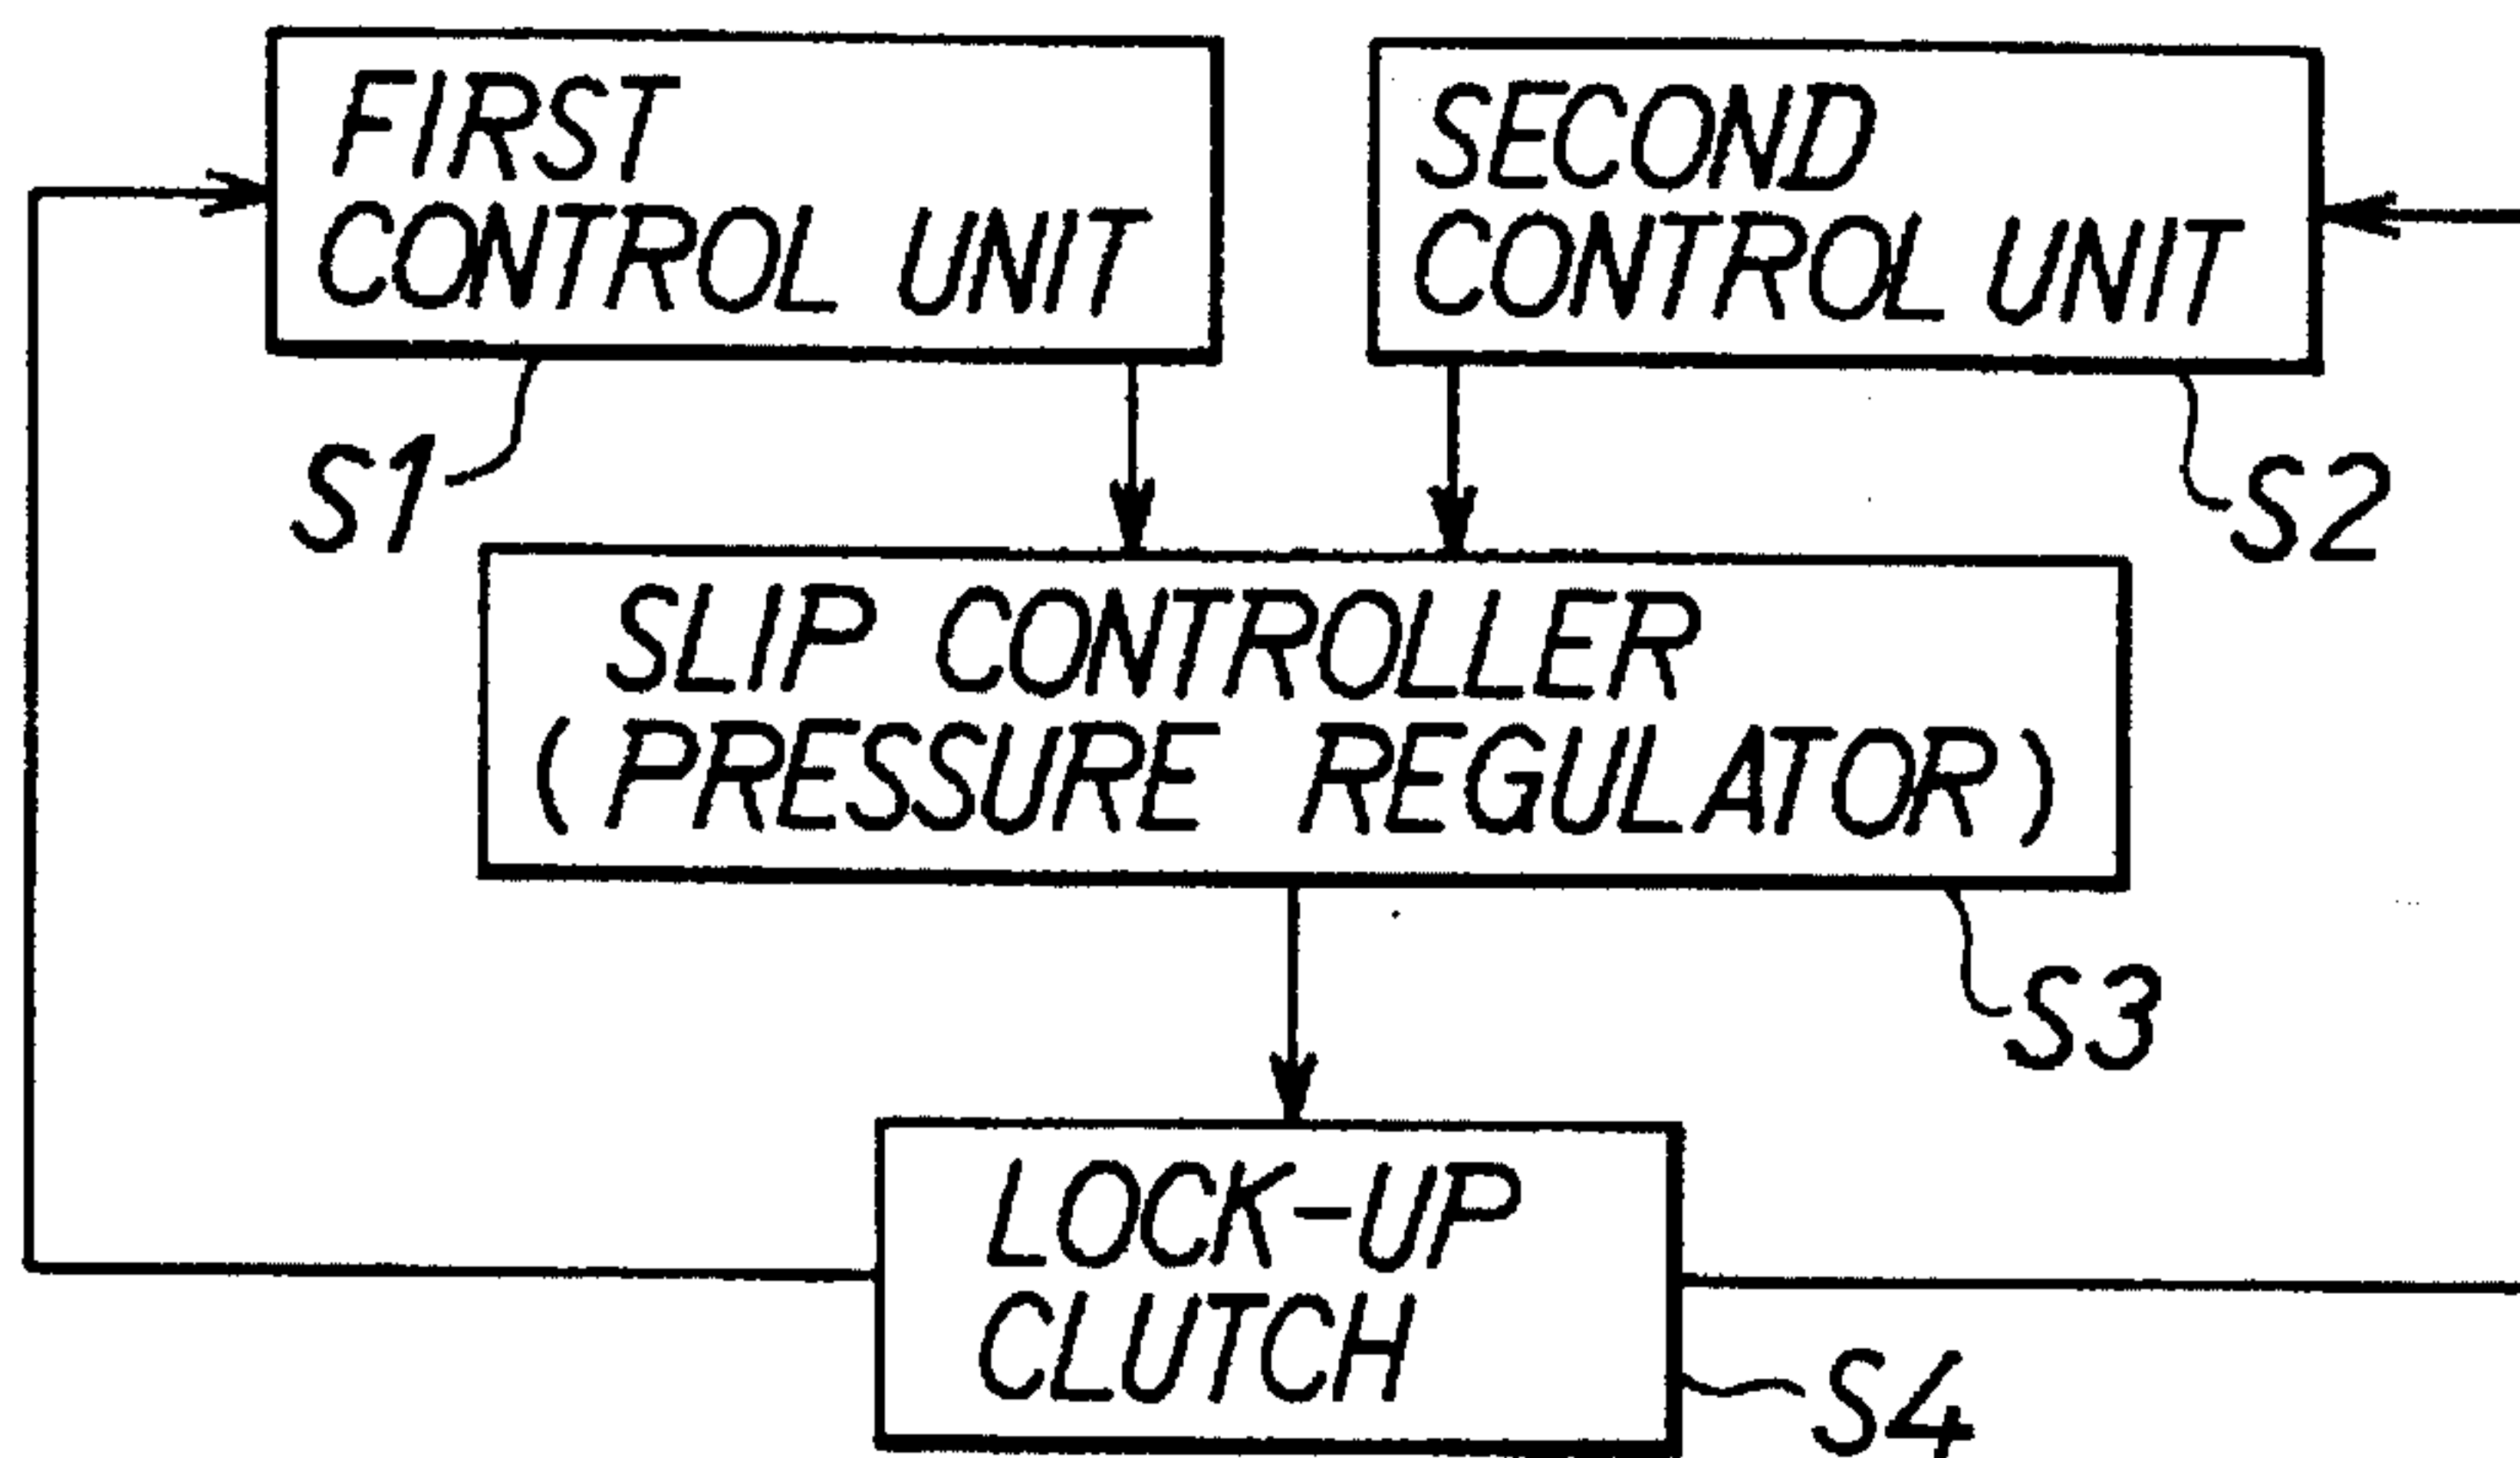 FIRST
CONTROL UNIT
SECOND
CONTROL UNIT
S1
S2
SLIP CONTROLLER
(PRESSURE REGULATOR)
S3
LOCK-UP
CLUTCH
S4